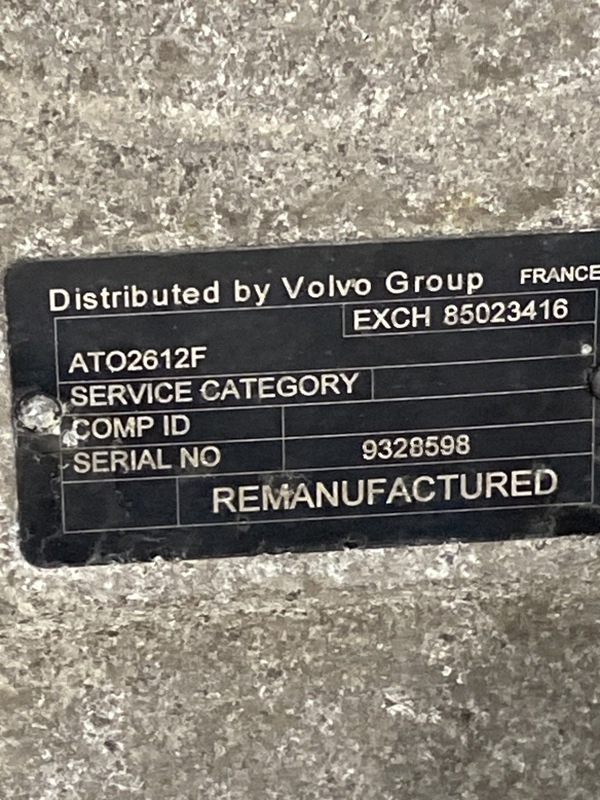 Distributed by Volvo Group FRANCE
EXCH 85023416
ATO2612F
SERVICE CATEGORY
COMP ID
SERIAL NO 9328598
REMANUFACTURED